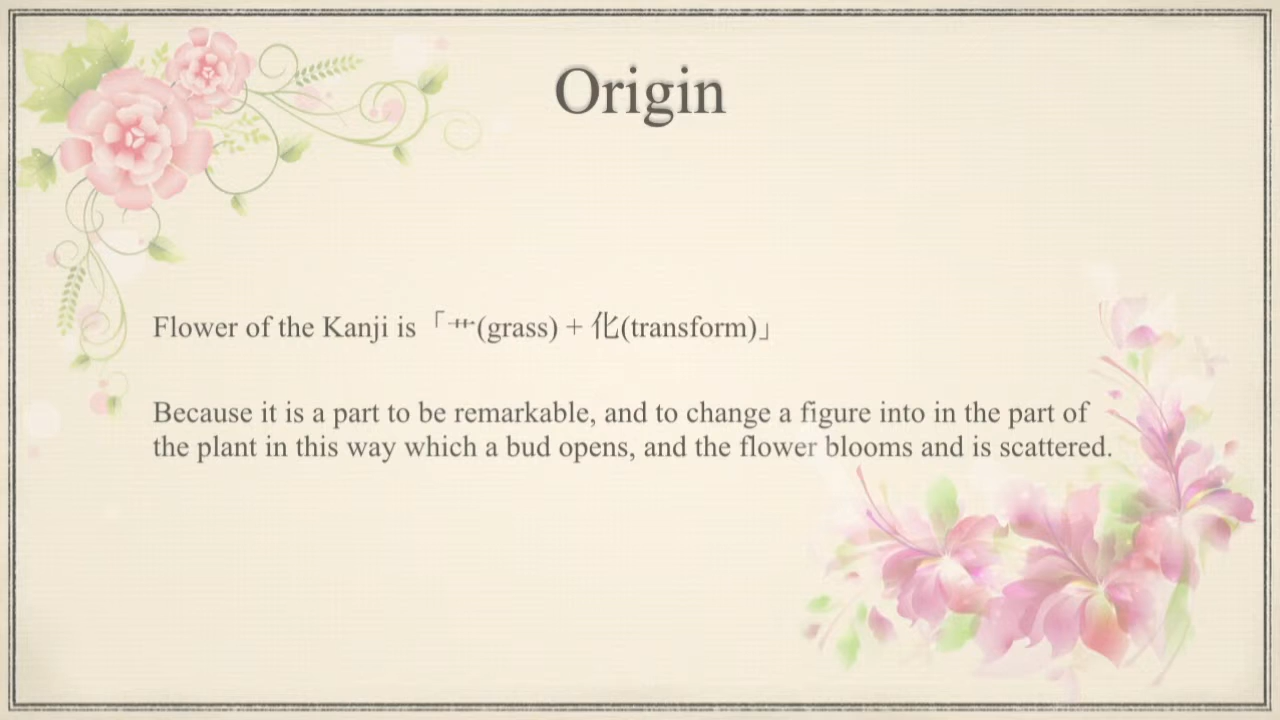 Origin
Flower of the Kanji is「艹(grass) + 化(transform)」
Because it is a part to be remarkable, and to change a figure into in the part of
the plant in this way which a bud opens, and the flower blooms and is scattered.